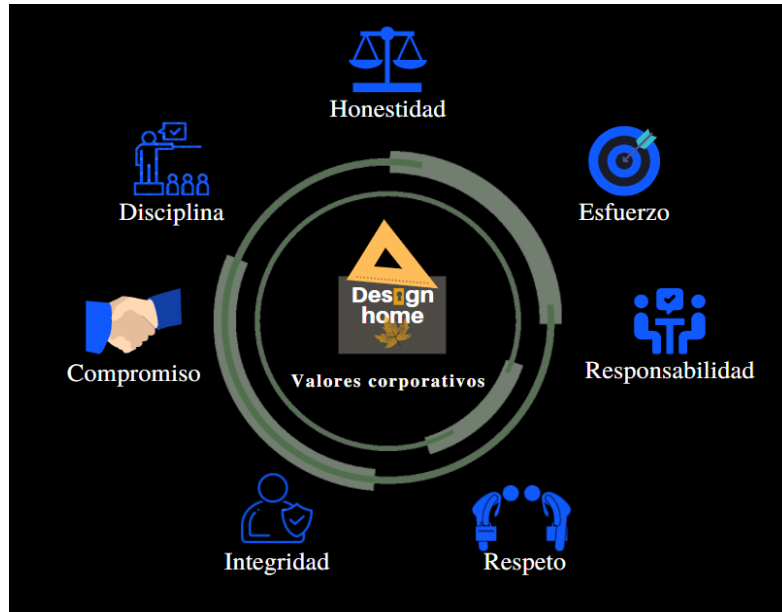 Honestidad
Disciplina
Esfuerzo
Design
home
Compromiso
Valores corporativos
Responsabilidad
Integridad
Respeto